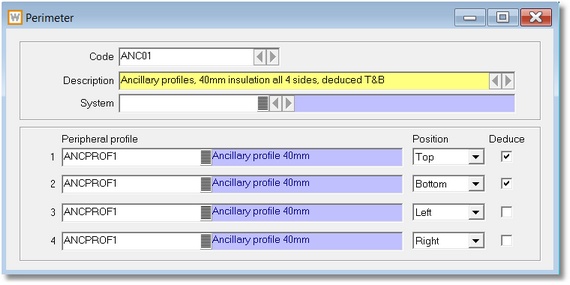 W Perimeter
Code ANC01
Description Ancillary profiles, 40mm insulation all 4 sides, deduced T&B
System
Peripheral profile Position Deduce
1 ANCPROF1 Ancillary profile 40mm Top
2 ANCPROF1 Ancillary profile 40mm Bottom
3 ANCPROF1 Ancillary profile 40mm Left
4 ANCPROF1 Ancillary profile 40mm Right